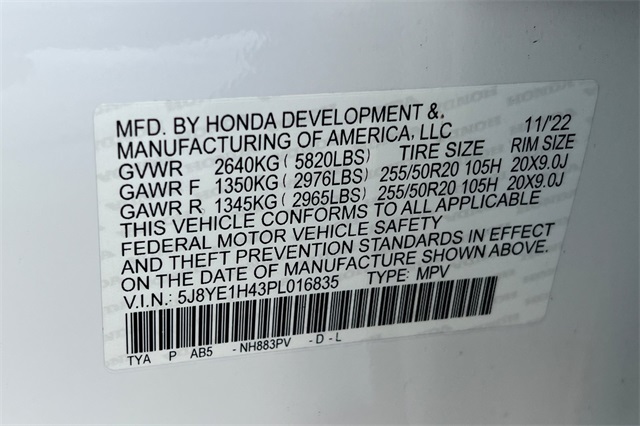 MFD. BY HONDA DEVELOPMENT &.
MANUFACTURING OF AMERICA, LLC 11/'22
GVWR 2640KG ( 5820LBS) TIRE SIZE RIM SIZE
GAWR F 1350KG ( 2976LBS) 255/50R20 105H 20X9.0J
GAWR R 1345KG ( 2965LBS) 255/50R20 105H 20X9.0J
THIS VEHICLE CONFORMS TO ALL APPLICABLE
FEDERAL MOTOR VEHICLE SAFETY
AND THEFT PREVENTION STANDARDS IN EFFECT
ON THE DATE OF MANUFACTURE SHOWN ABOVE.
V.I.N.: 5J8YE1H43PL016835 TYPE: MPV
TYA P AB5 - NH883PV - D - L